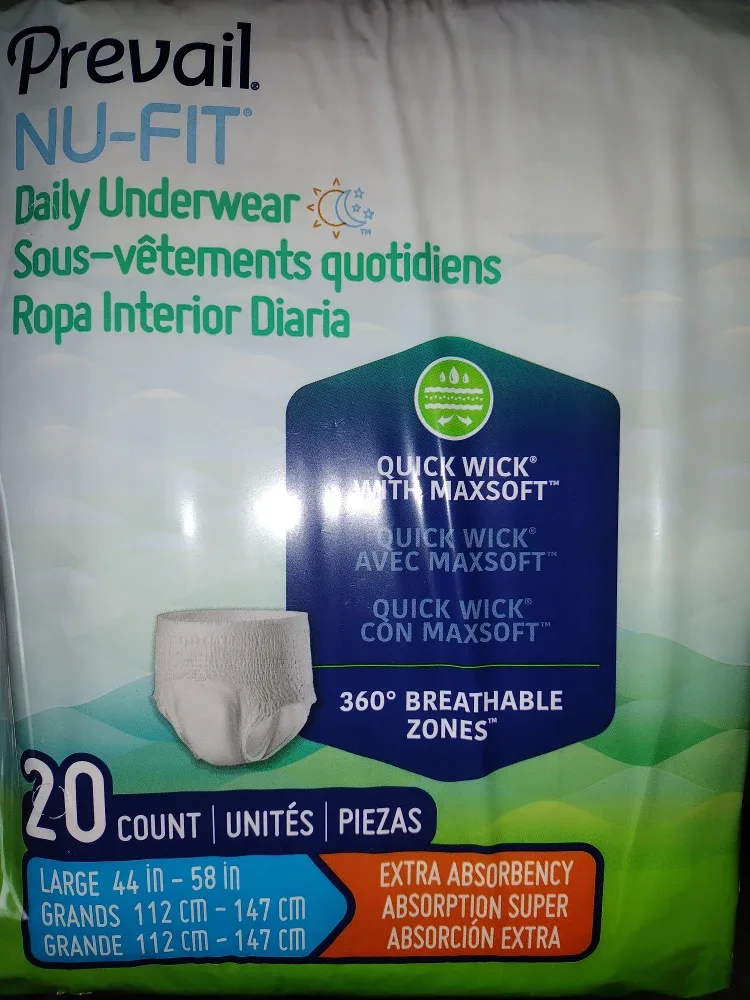 Prevail®
NU-FIT®
Daily Underwear ™
Sous-vêtements quotidiens
Ropa Interior Diaria
QUICK WICK®
WITH MAXSOFT™
QUICK WICK®
AVEC MAXSOFT™
QUICK WICK®
CON MAXSOFT™
360° BREATHABLE
ZONES™
20 COUNT | UNITÉS | PIEZAS
LARGE 44 in - 58 in
GRANDS 112 cm - 147 cm
GRANDE 112 cm - 147 cm
EXTRA ABSORBENCY
ABSORPTION SUPER
ABSORCIÓN EXTRA